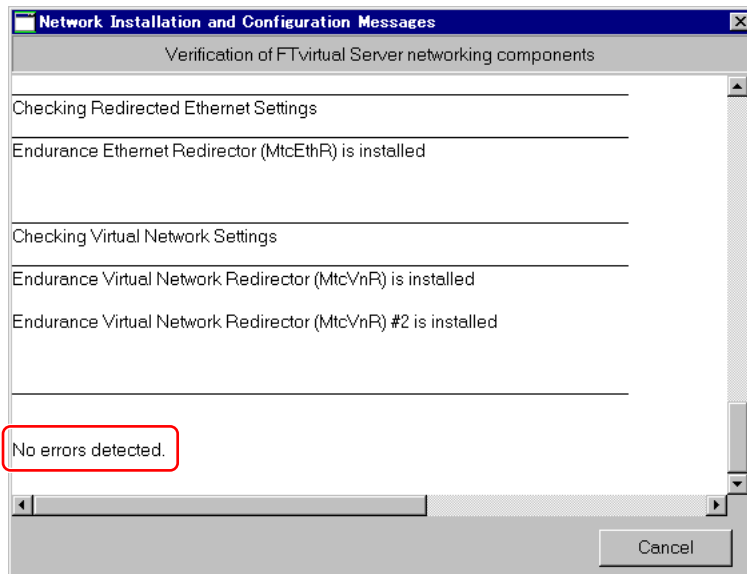 Network Installation and Configuration Messages
Verification of FTvirtual Server networking components
Checking Redirected Ethernet Settings
Endurance Ethernet Redirector (MtcEthR) is installed
Checking Virtual Network Settings
Endurance Virtual Network Redirector (MtcVnR) is installed
Endurance Virtual Network Redirector (MtcVnR) #2 is installed
No errors detected.
Cancel